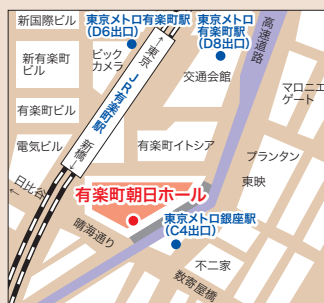 新国際ビル
東京メトロ有楽町駅
(D6出口)
東京メトロ
有楽町駅
(D8出口)
高速道路
新有楽町
ビル
ビック
カメラ
←東京
JR有楽町駅
新橋→
交通会館
マロニエ
ゲート
有楽町ビル
電気ビル
有楽町イトシア
プランタン
東映
日比谷
←
有楽町朝日ホール
晴海通り
東京メトロ銀座駅
(C4出口)
不二家
数寄屋橋